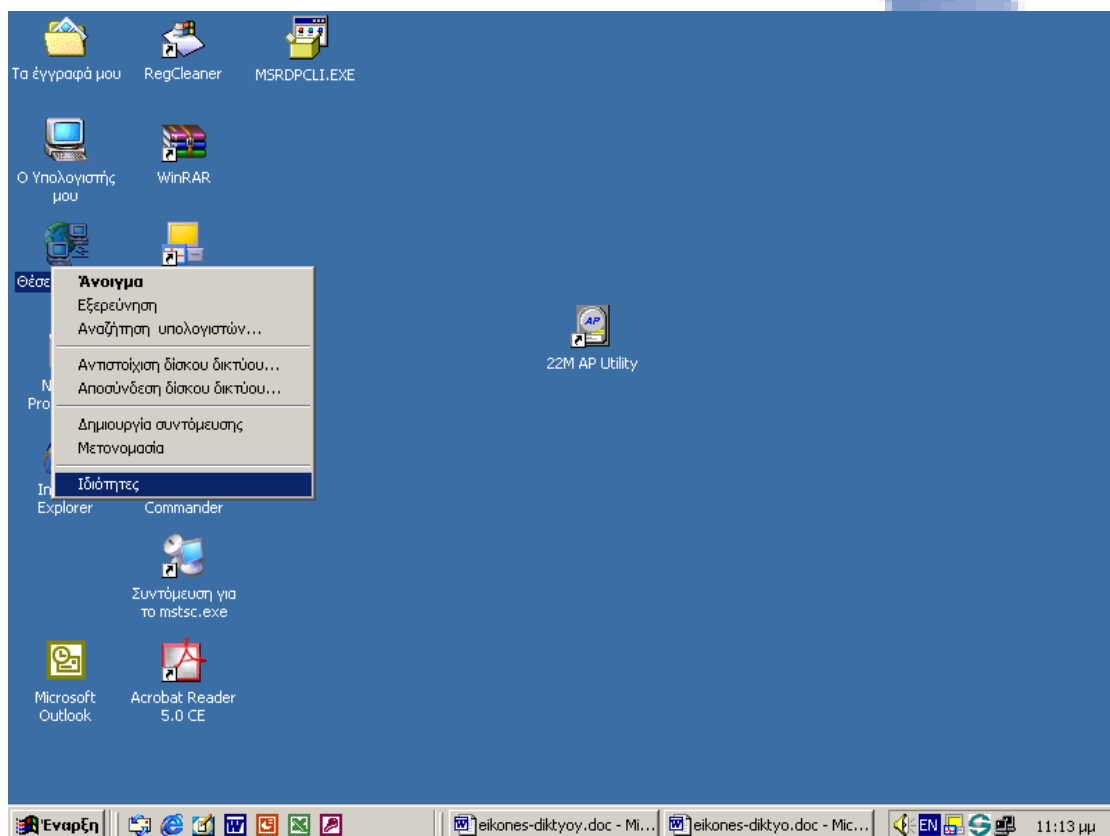 Τα έγγραφά μου
RegCleaner
MSRDPCLI.EXE
Ο Υπολογιστής
μου
WinRAR
Άνοιγμα
Εξερεύνηση
Αναζήτηση υπολογιστών...
Αντιστοίχιση δίσκου δικτύου...
Αποσύνδεση δίσκου δικτύου...
Δημιουργία συντόμευσης
Μετονομασία
Ιδιότητες
22M AP Utility
Explorer
Commander
Συντόμευση για
το mstsc.exe
Microsoft
Outlook
Acrobat Reader
5.0 CE
Έναρξη
eikones-diktyoy.doc - Mi...
eikones-diktyo.doc - Mic...
EN
11:13 μμ